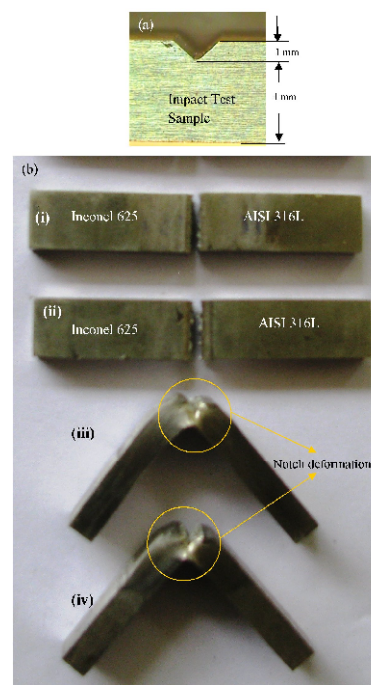 (a)
1 mm
1 mm
Impact Test
Sample
(b)
(i)
Inconel 625
AISI 316L
(ii)
Inconel 625
AISI 316L
(iii)
Notch deformation
(iv)